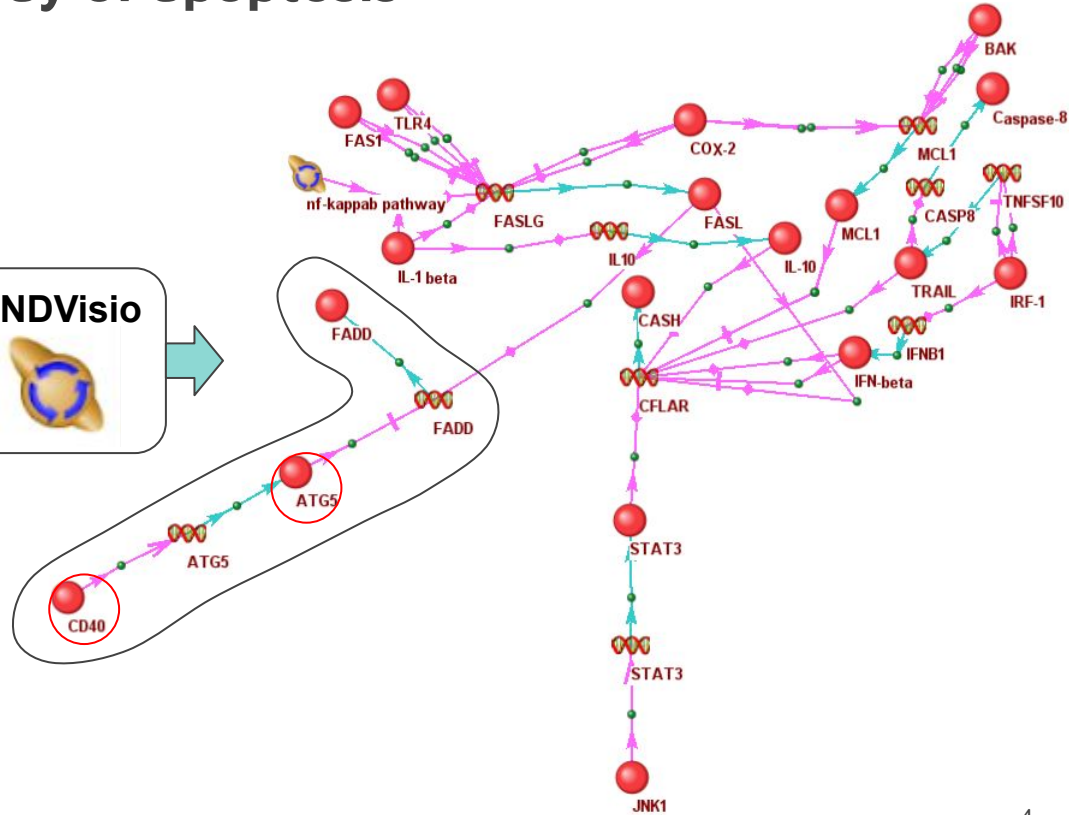 sy of apoptosis
BAK
Caspase-8
TLR4
FAS1
COX-2
MCL1
nf-kappab pathway
CASP8
TNFSF10
FASLG
FASL
MCL1
IL10
IL-10
IL-1 beta
TRAIL
IRF-1
NDVisio
FADD
CASH
IFNB1
IFN-beta
CFLAR
FADD
ATG5
STAT3
ATG5
CD40
STAT3
JNK1